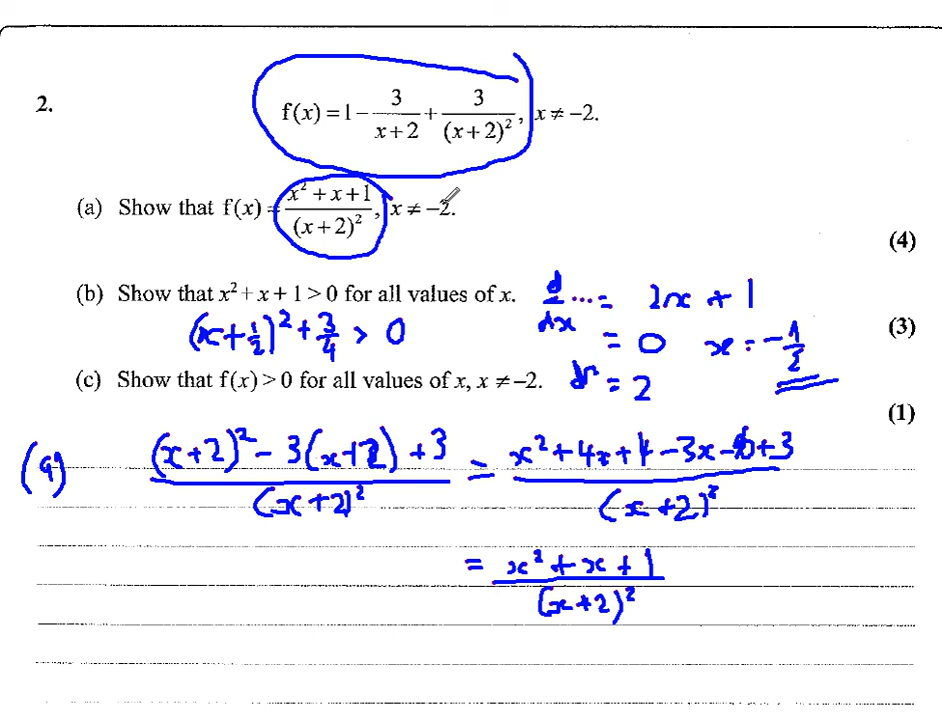 2. f(x) = 1 - 3/(x+2) + 3/(x+2)², x ≠ -2.
(a) Show that f(x) = (x² + x + 1)/(x+2)², x ≠ -2.
(4)
(b) Show that x² + x + 1 > 0 for all values of x. d/dx ... = 2x + 1
(x + 1/2)² + 3/4 > 0 = 0 x = -1/2
(3)
(c) Show that f(x) > 0 for all values of x, x ≠ -2. = 2
(1)
(a) ((x+2)² - 3(x+2) + 3)/(x+2)² = (x² + 4x + 4 - 3x - 6 + 3)/(x+2)²
= (x² + x + 1)/(x+2)²